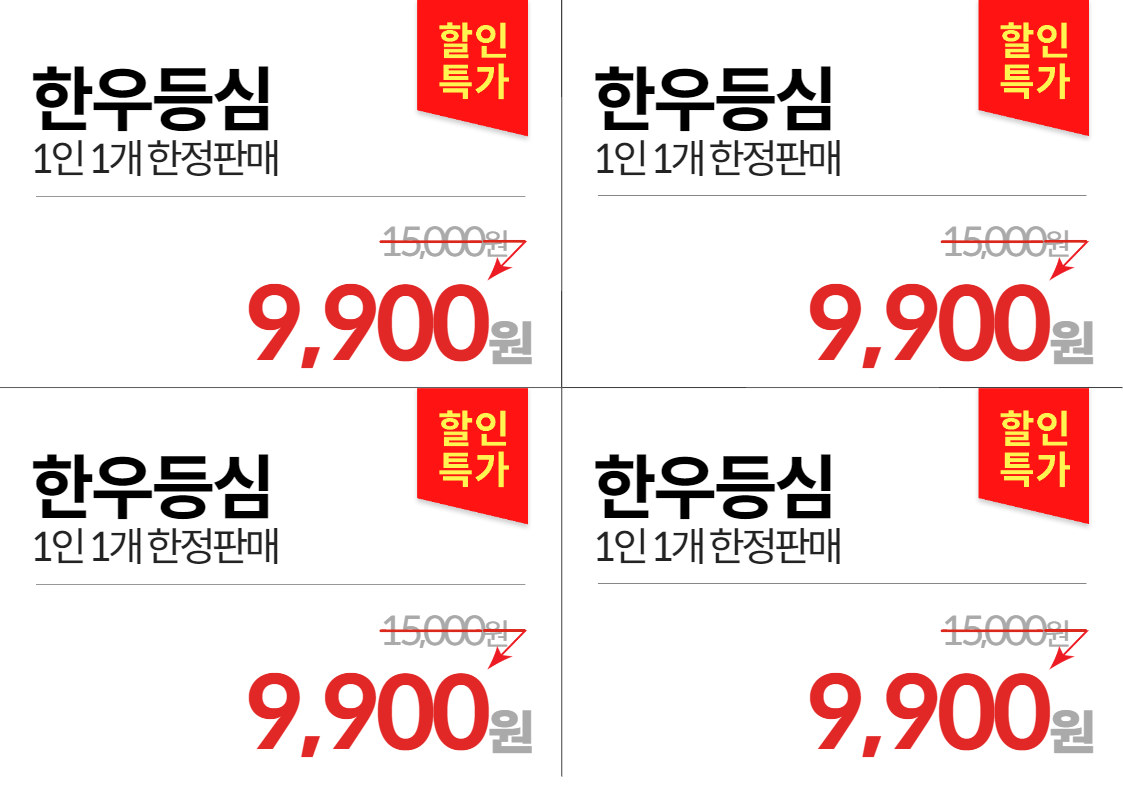 할인
특가
한우등심
1인 1개 한정판매
15,000원
9,900원
할인
특가
한우등심
1인 1개 한정판매
15,000원
9,900원
할인
특가
한우등심
1인 1개 한정판매
15,000원
9,900원
할인
특가
한우등심
1인 1개 한정판매
15,000원
9,900원